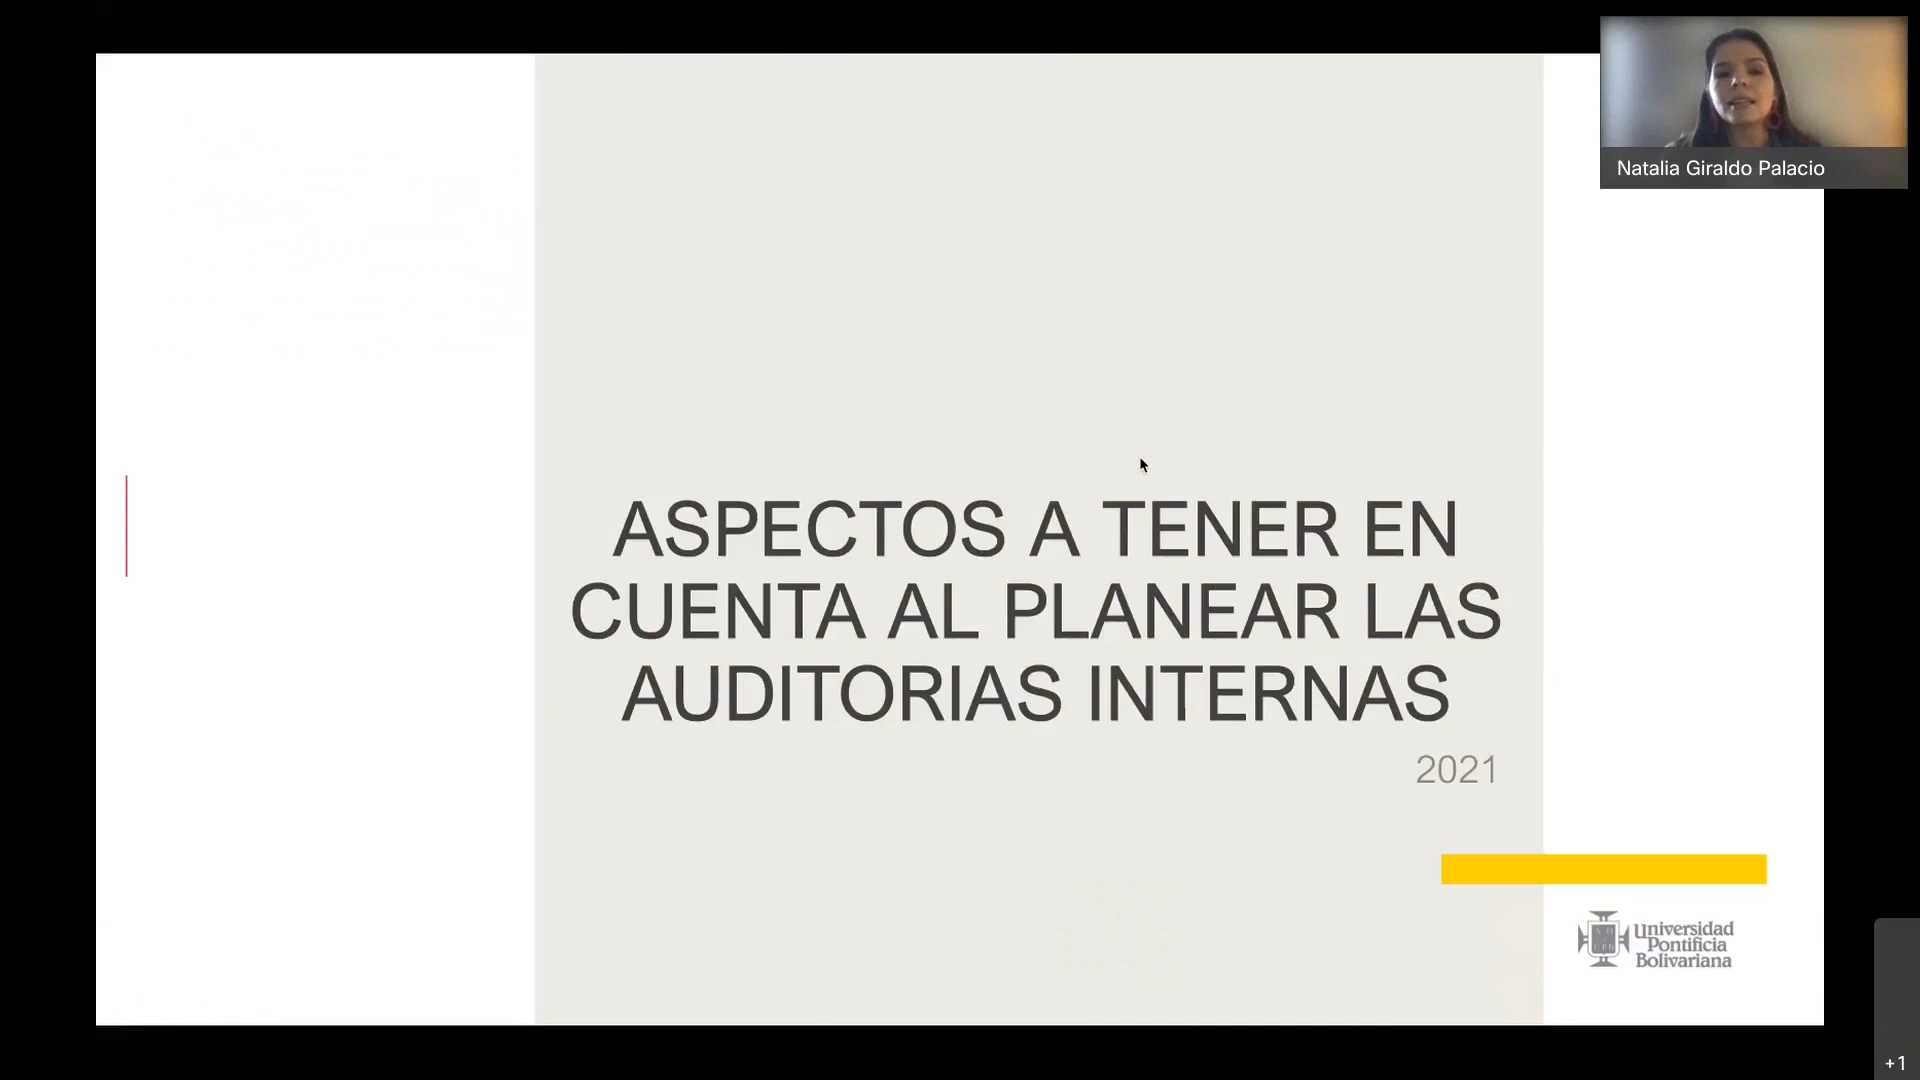 Natalia Giraldo Palacio
ASPECTOS A TENER EN
CUENTA AL PLANEAR LAS
AUDITORIAS INTERNAS
2021
Universidad
Pontificia
Bolivariana
+1